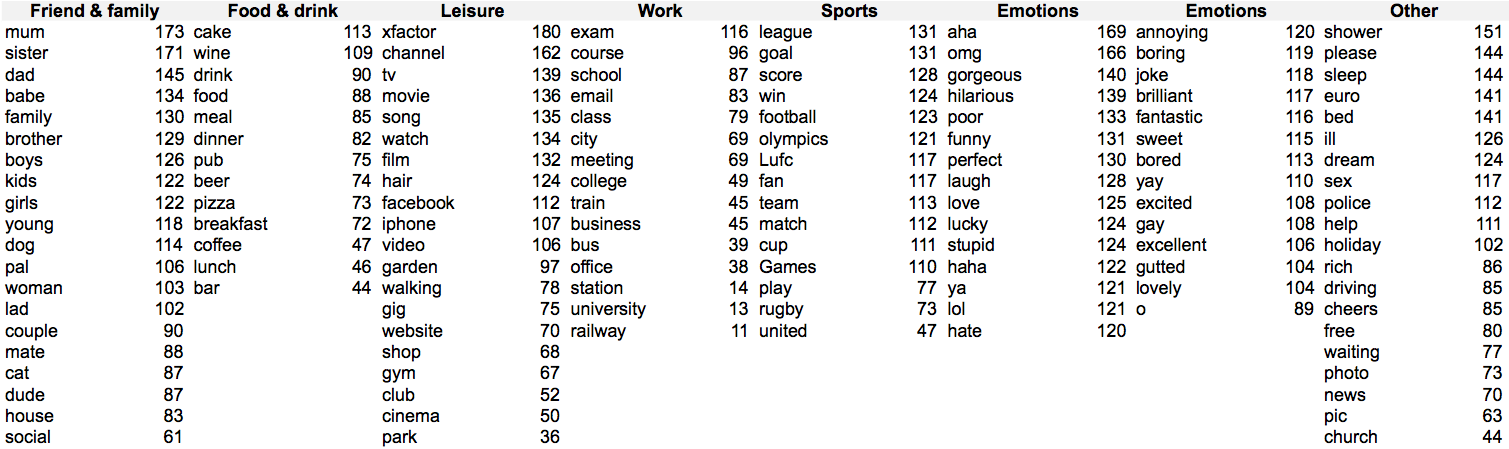 Friend & family Food & drink Leisure Work Sports Emotions Emotions Other
mum 173 cake 113 xfactor 180 exam 116 league 131 aha 169 annoying 120 shower 151
sister 171 wine 109 channel 162 course 96 goal 131 omg 166 boring 119 please 144
dad 145 drink 90 tv 139 school 87 score 128 gorgeous 140 joke 118 sleep 144
babe 134 food 88 movie 136 email 83 win 124 hilarious 139 brilliant 117 euro 141
family 130 meal 85 song 135 class 79 football 123 poor 133 fantastic 116 bed 141
brother 129 dinner 82 watch 134 city 69 olympics 121 funny 131 sweet 115 ill 126
boys 126 pub 75 film 132 meeting 69 Lufc 117 perfect 130 bored 113 dream 124
kids 122 beer 74 hair 124 college 49 fan 117 laugh 128 yay 110 sex 117
girls 122 pizza 73 facebook 112 train 45 team 113 love 125 excited 108 police 112
young 118 breakfast 72 iphone 107 business 45 match 112 lucky 124 gay 108 help 111
dog 114 coffee 47 video 106 bus 39 cup 111 stupid 124 excellent 106 holiday 102
pal 106 lunch 46 garden 97 office 38 Games 110 haha 122 gutted 104 rich 86
woman 103 bar 44 walking 78 station 14 play 77 ya 121 lovely 104 driving 85
lad 102 gig 75 university 13 rugby 73 lol 121 o 89 cheers 85
couple 90 website 70 railway 11 united 47 hate 120 free 80
mate 88 shop 68 waiting 77
cat 87 gym 67 photo 73
dude 87 club 52 news 70
house 83 cinema 50 pic 63
social 61 park 36 church 44